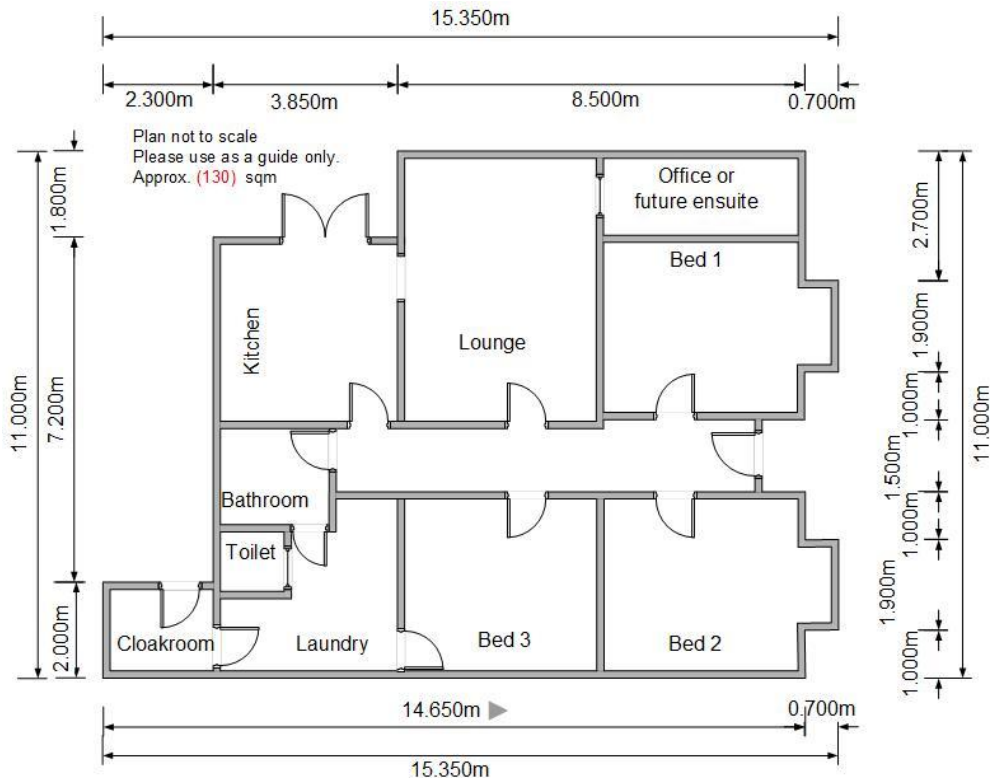 15.350m
2.300m
3.850m
8.500m
0.700m
Plan not to scale
Please use as a guide only.
Approx. (130) sqm
1.800m
11.000m
7.200m
2.000m
Office or
future ensuite
Bed 1
Kitchen
Lounge
Bathroom
Toilet
Cloakroom
Laundry
Bed 3
Bed 2
2.700m
1.900m
1.000m
1.500m
1.000m
1.900m
1.000m
11.000m
14.650m
0.700m
15.350m